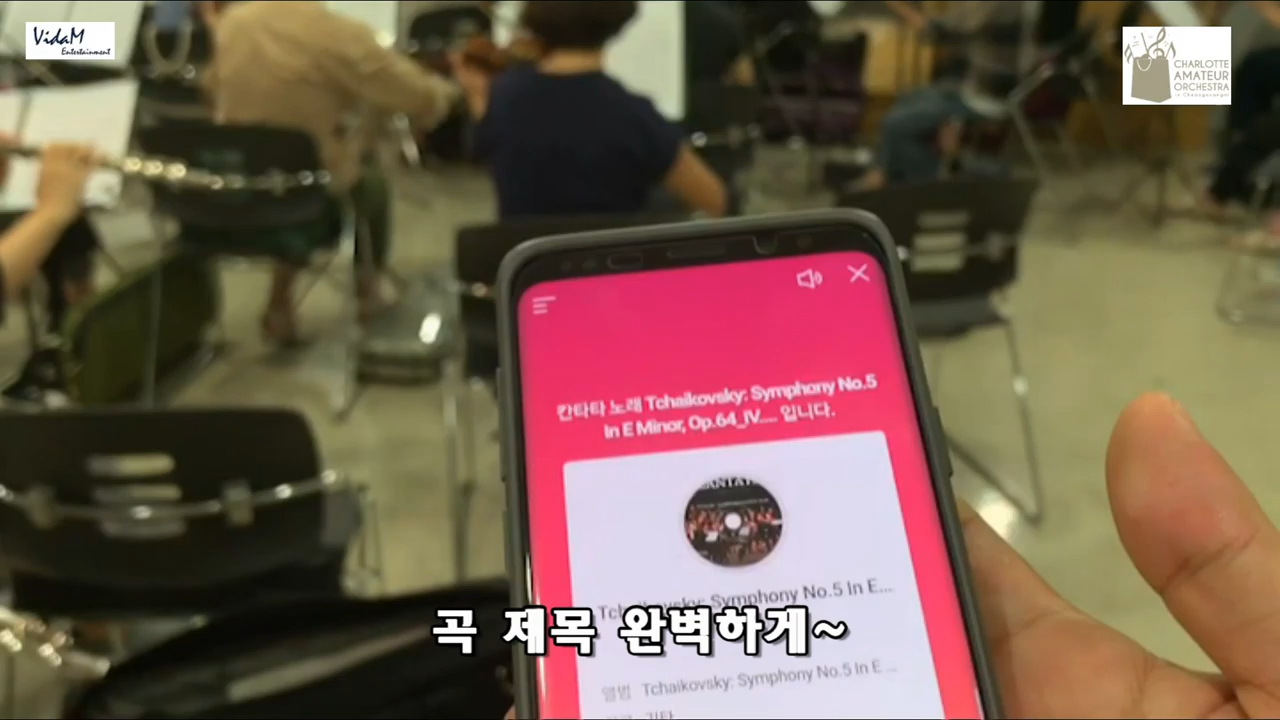 VidaM
Entertainment
CHARLOTTE
AMATEUR
ORCHESTRA
칸타타 노래 Tchaikovsky: Symphony No.5
In E Minor, Op.64_IV.... 입니다.
Tchaikovsky: Symphony No.5 In E...
곡 제목 완벽하게~
앨범 Tchaikovsky: Symphony No.5 In E ...